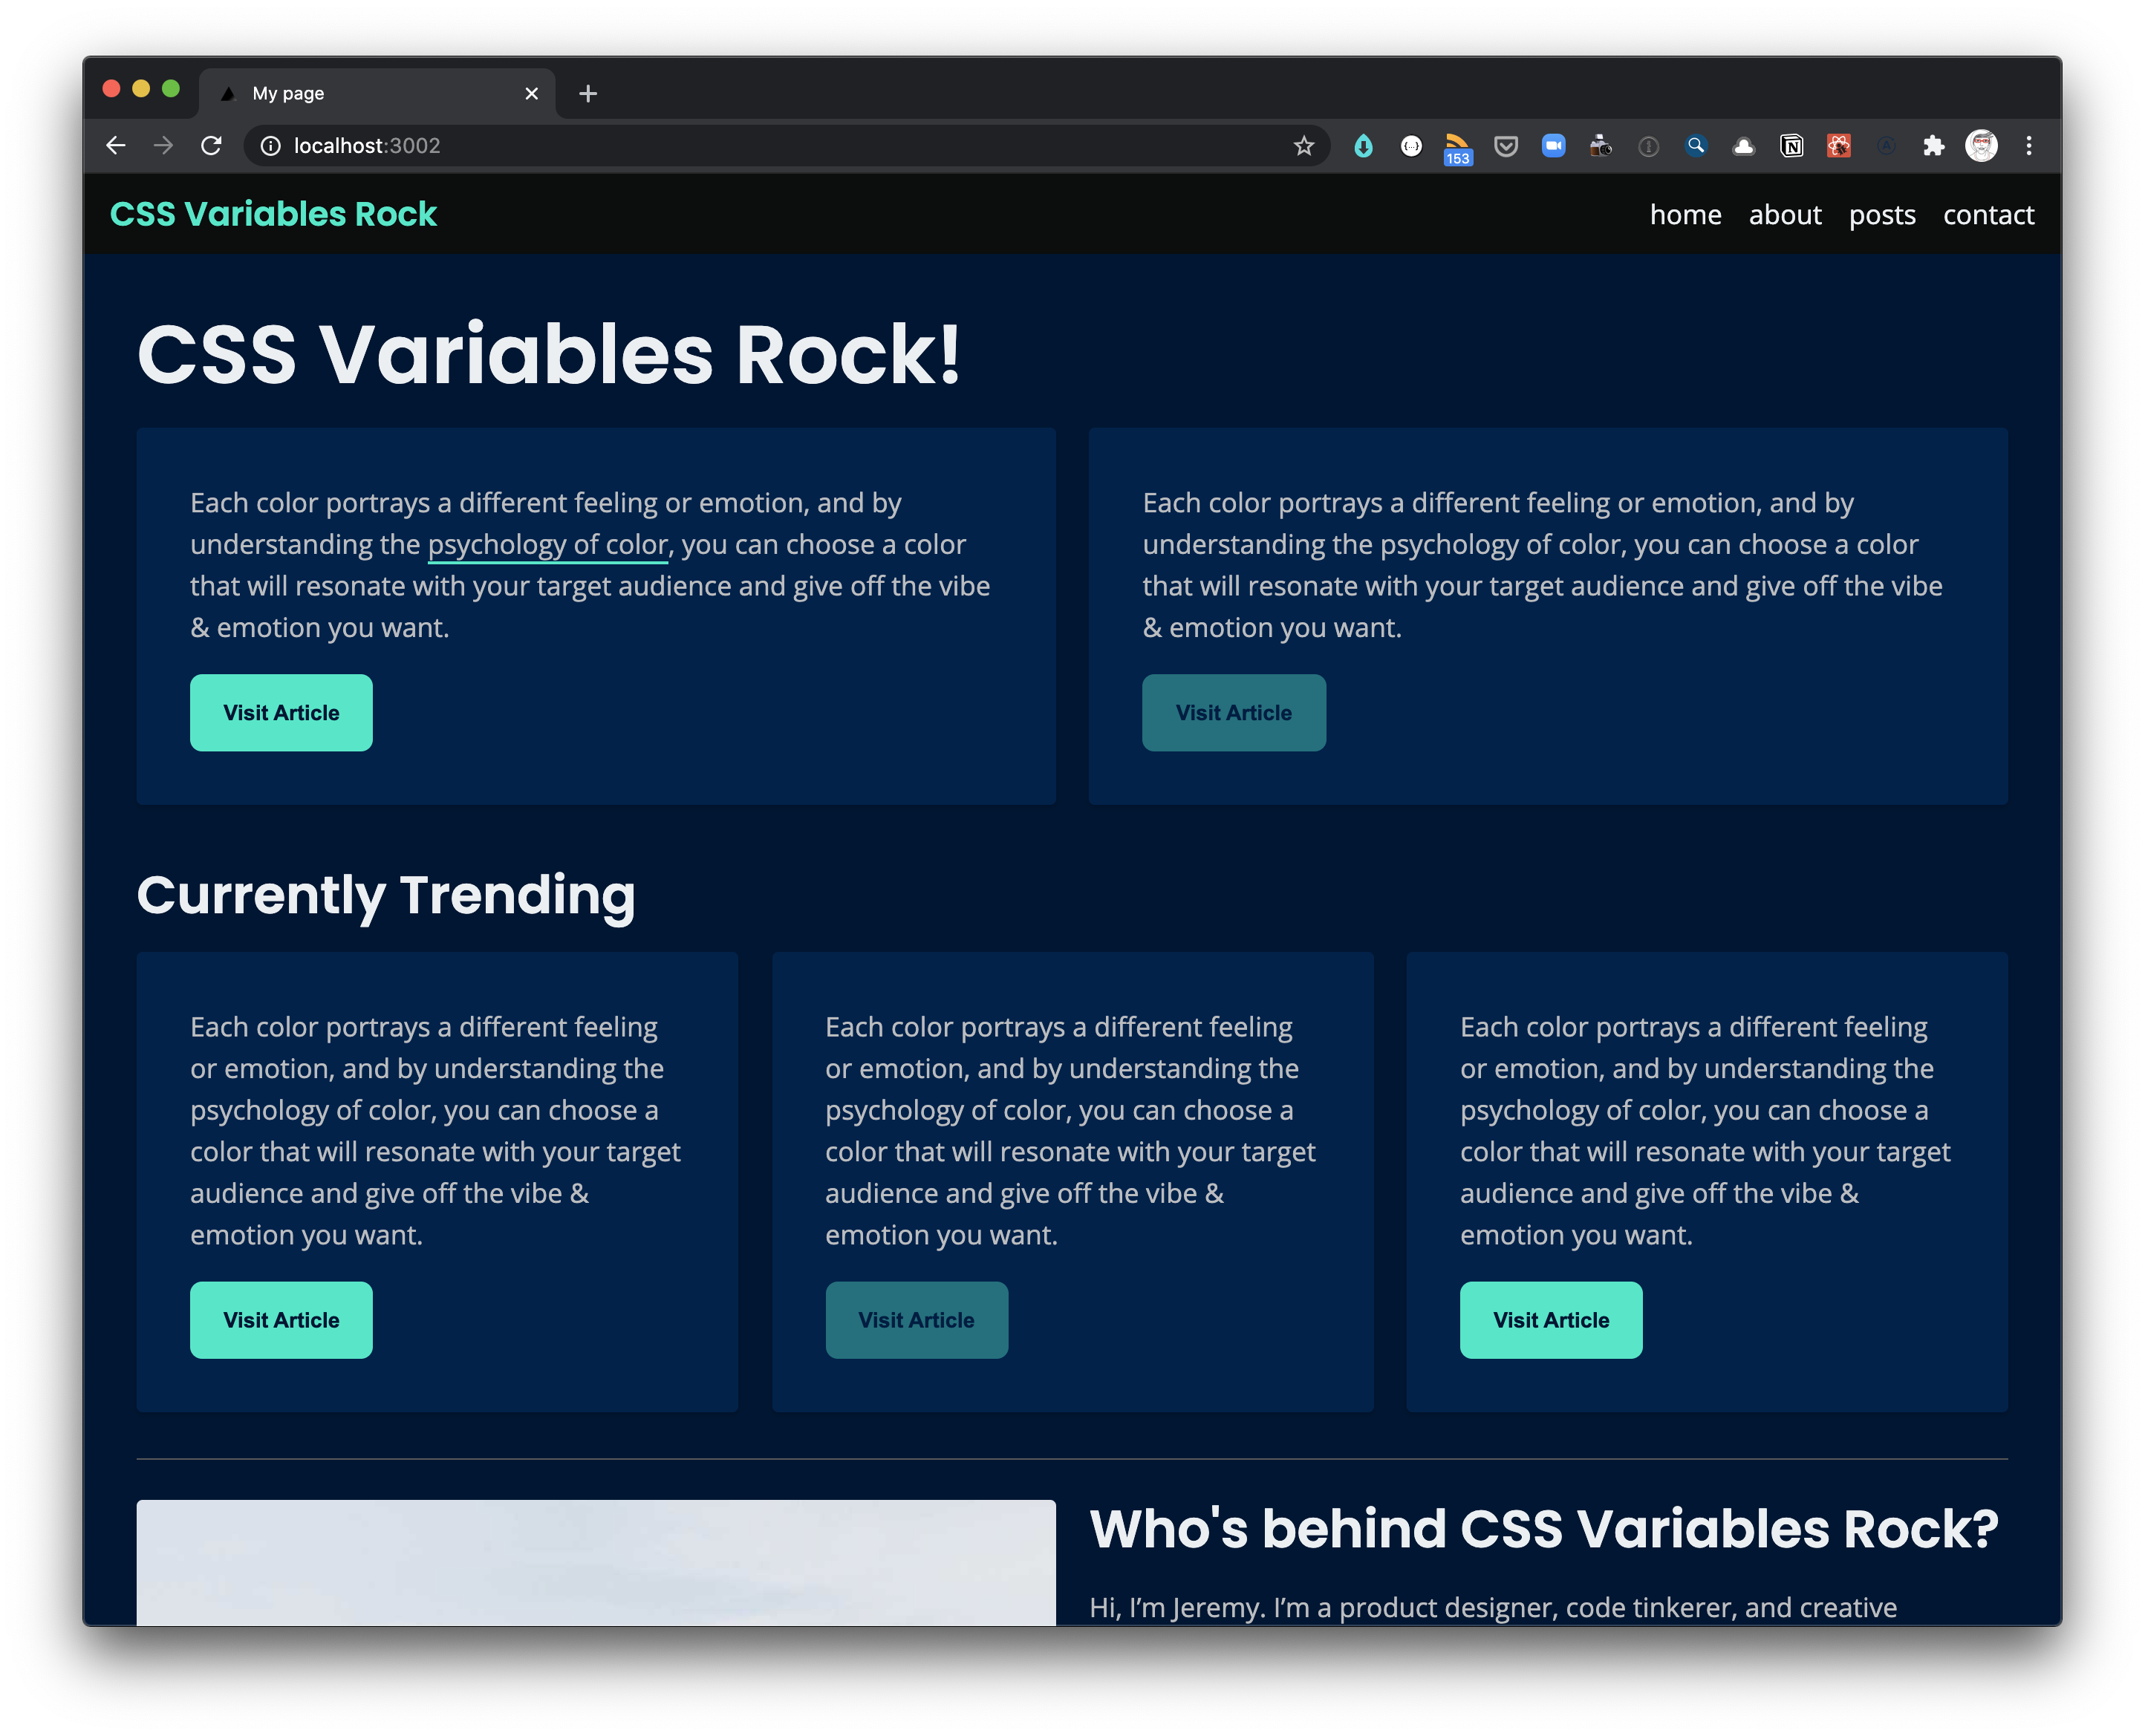 My page
localhost:3002
153
CSS Variables Rock
home about posts contact
CSS Variables Rock!
Each color portrays a different feeling or emotion, and by
understanding the psychology of color, you can choose a color
that will resonate with your target audience and give off the vibe
& emotion you want.
Visit Article
Each color portrays a different feeling or emotion, and by
understanding the psychology of color, you can choose a color
that will resonate with your target audience and give off the vibe
& emotion you want.
Visit Article
Currently Trending
Each color portrays a different feeling
or emotion, and by understanding the
psychology of color, you can choose a
color that will resonate with your target
audience and give off the vibe &
emotion you want.
Visit Article
Each color portrays a different feeling
or emotion, and by understanding the
psychology of color, you can choose a
color that will resonate with your target
audience and give off the vibe &
emotion you want.
Visit Article
Each color portrays a different feeling
or emotion, and by understanding the
psychology of color, you can choose a
color that will resonate with your target
audience and give off the vibe &
emotion you want.
Visit Article
Who's behind CSS Variables Rock?
Hi, I’m Jeremy. I’m a product designer, code tinkerer, and creative